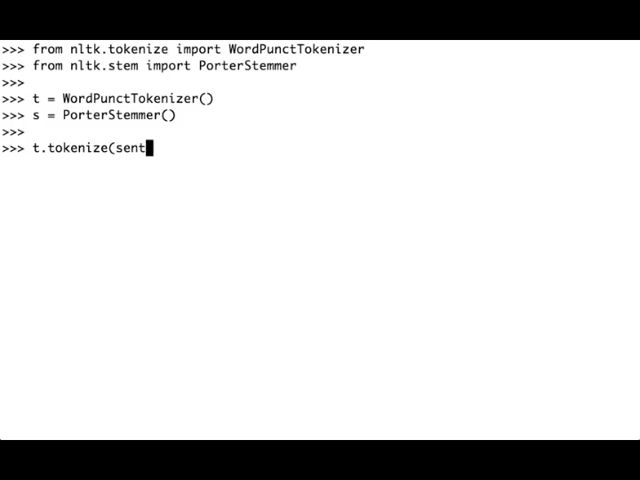 >>> from nltk.tokenize import WordPunctTokenizer
>>> from nltk.stem import PorterStemmer
>>>
>>> t = WordPunctTokenizer()
>>> s = PorterStemmer()
>>>
>>> t.tokenize(sent